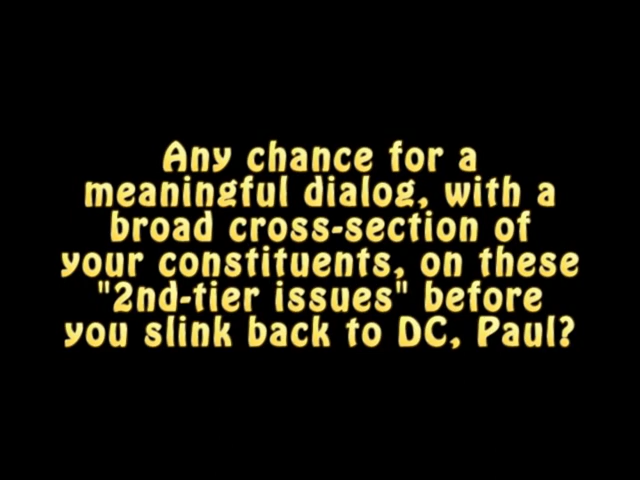 Any chance for a
meaningful dialog, with a
broad cross-section of
your constituents, on these
"2nd-tier issues" before
you slink back to DC, Paul?